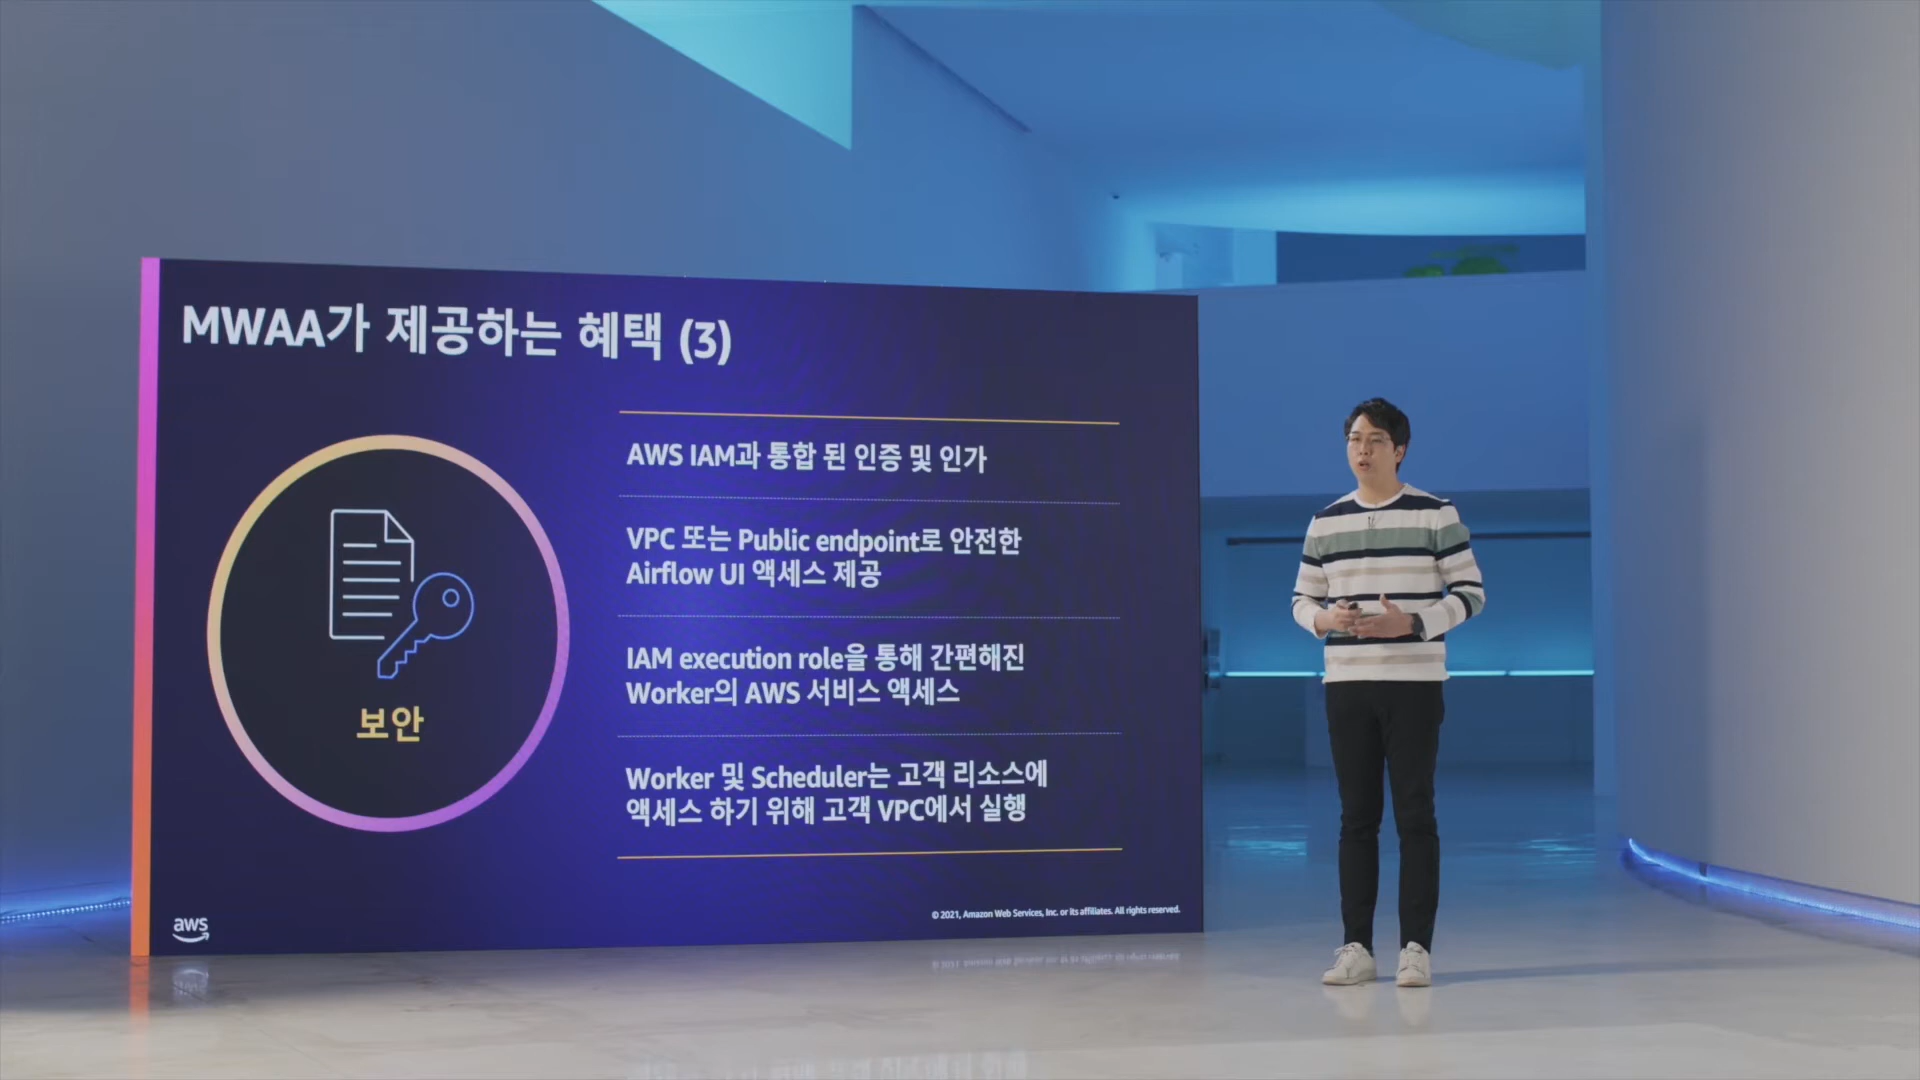 MWAA가 제공하는 혜택 (3)
보안
AWS IAM과 통합 된 인증 및 인가
VPC 또는 Public endpoint로 안전한
Airflow UI 액세스 제공
IAM execution role을 통해 간편해진
Worker의 AWS 서비스 액세스
Worker 및 Scheduler는 고객 리소스에
액세스 하기 위해 고객 VPC에서 실행
aws
© 2021, Amazon Web Services, Inc. or its affiliates. All rights reserved.